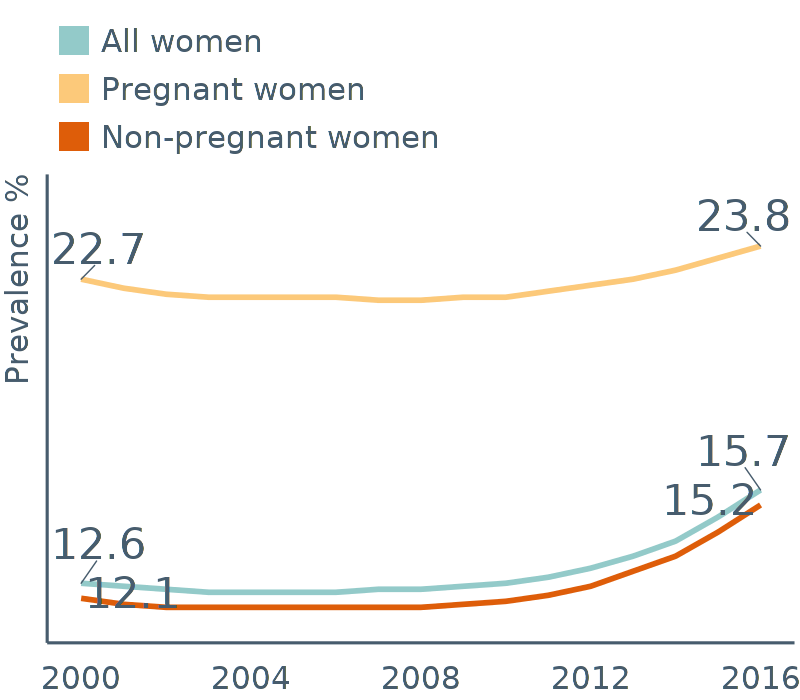 All women
Pregnant women
Non-pregnant women
Prevalence %
22.7
23.8
15.7
15.2
12.6
12.1
2000 2004 2008 2012 2016